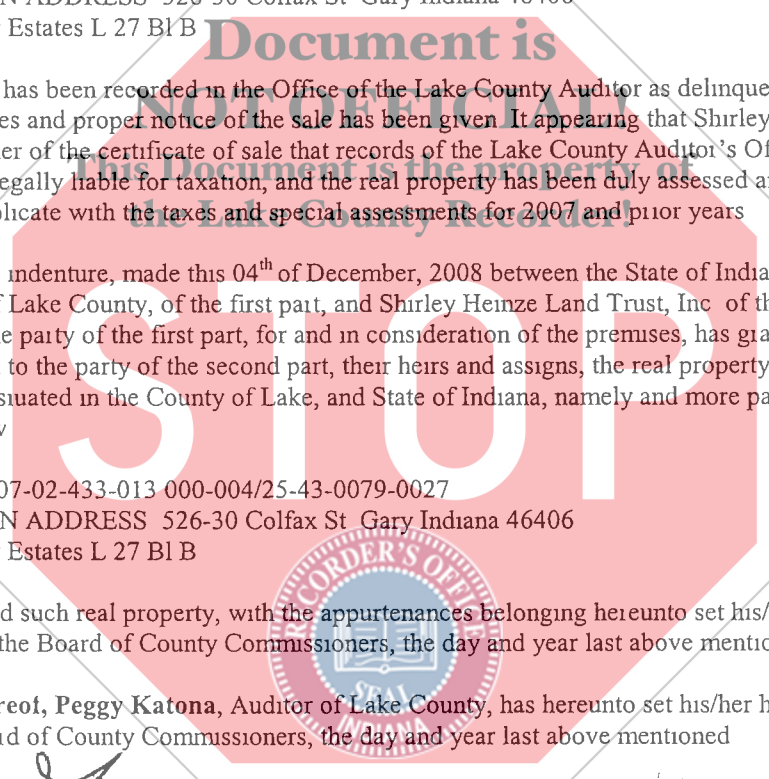 N ADDRESS 526-30 Colfax St Gary Indiana 46406
Estates L 27 Bl B
Document is
has been recorded in the Office of the Lake County Auditor as delinque
NOT OFFICIAL!
es and proper notice of the sale has been given It appearing that Shirley
er of the certificate of sale that records of the Lake County Auditor's Of
This Document is the property of
egally liable for taxation, and the real property has been duly assessed a
plicate with the taxes and special assessments for 2007 and prior years
the Lake County Recorder!
indenture, made this 04th of December, 2008 between the State of India
f Lake County, of the first part, and Shirley Heinze Land Trust, Inc of th
e party of the first part, for and in consideration of the premises, has gra
to the party of the second part, their heirs and assigns, the real property
situated in the County of Lake, and State of Indiana, namely and more pa
STOP
07-02-433-013 000-004/25-43-0079-0027
N ADDRESS 526-30 Colfax St Gary Indiana 46406
Estates L 27 Bl B
d such real property, with the appurtenances belonging hereunto set his/
the Board of County Commissioners, the day and year last above mentio
RECORDER'S OFFICE
SEAL
INDIANA
reof, Peggy Katona, Auditor of Lake County, has hereunto set his/her h
d of County Commissioners, the day and year last above mentioned